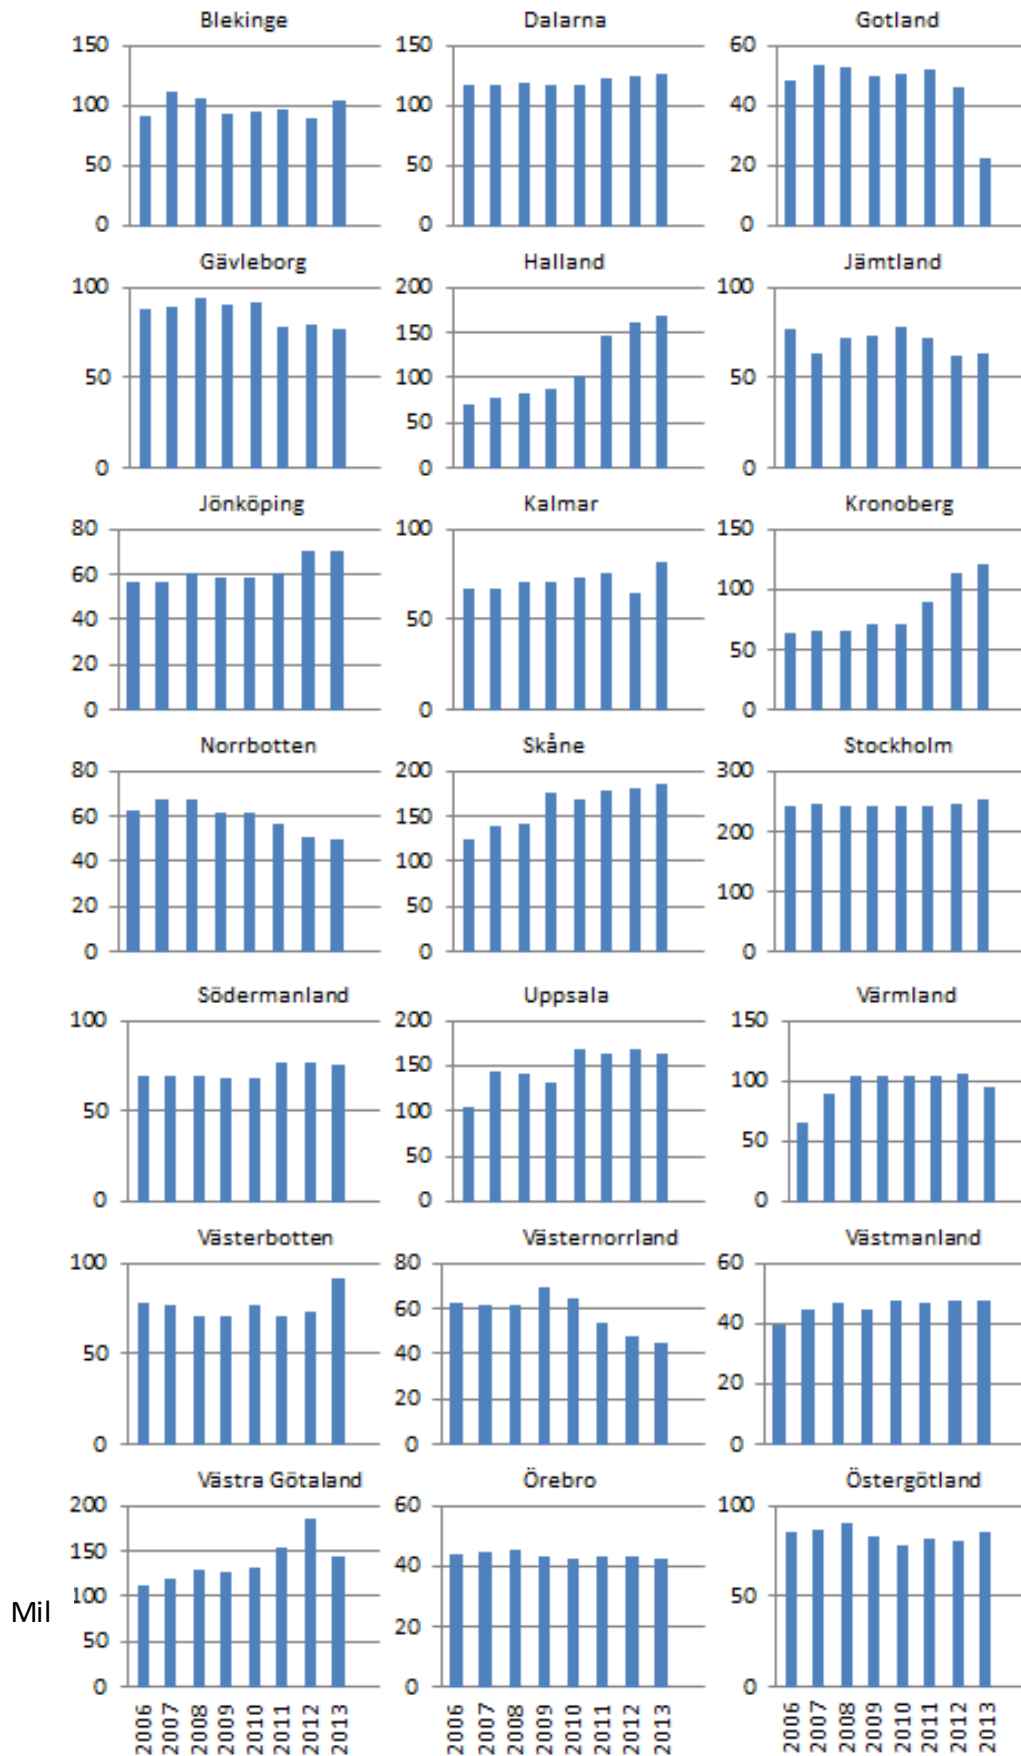 Blekinge Dalarna Gotland
150 150 60
100 100 40
50 50 20
0 0 0
Gävleborg Halland Jämtland
100 200 100
150
50 100 50
50
0 0 0
Jönköping Kalmar Kronoberg
80 100 150
60 100
40 50
20 50
0 0 0
Norrbotten Skåne Stockholm
80 200 300
60 150 200
40 100 100
20 50
0 0 0
Södermanland Uppsala Värmland
100 200 150
150 100
50 100 50
50
0 0 0
Västerbotten Västernorrland Västmanland
100 80 60
60 40
50 40 20
20
0 0 0
Västra Götaland Örebro Östergötland
200 60 100
150 40
100 50
Mil
50 20
0 0 0
2006 2007 2008 2009 2010 2011 2012 2013 2006 2007 2008 2009 2010 2011 2012 2013 2006 2007 2008 2009 2010 2011 2012 2013